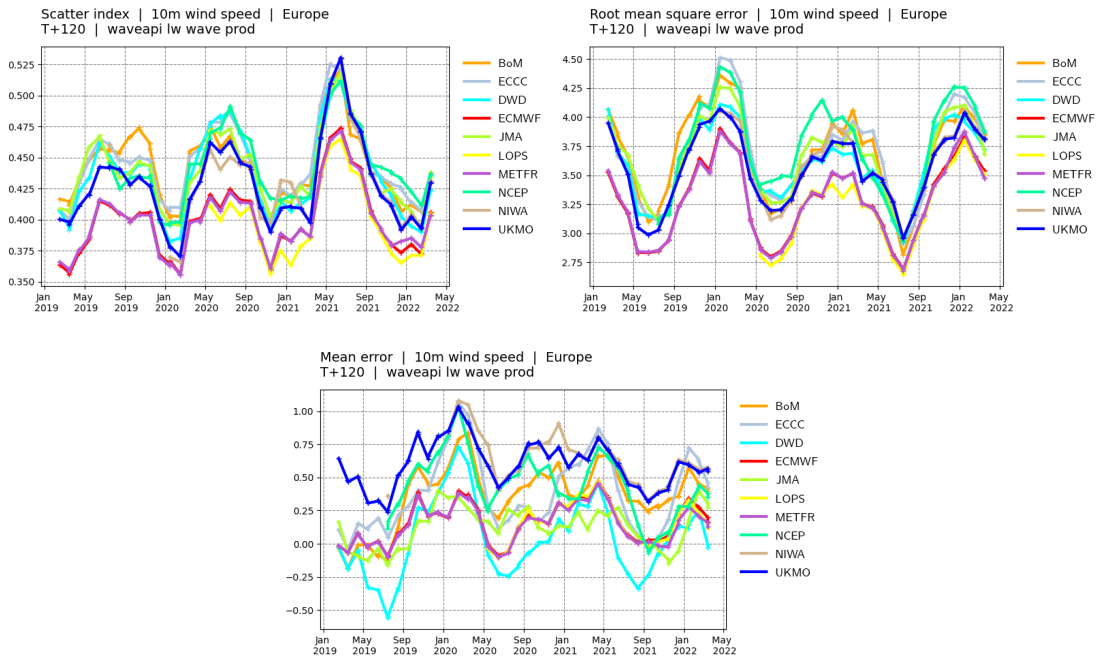 Scatter index | 10m wind speed | Europe
T+120 | waveapi lw wave prod
0.525
0.500
0.475
0.450
0.425
0.400
0.375
0.350
Jan May Sep Jan May Sep Jan May Sep Jan May
2019 2019 2019 2020 2020 2020 2021 2021 2021 2022 2022
BoM
ECCC
DWD
ECMWF
JMA
LOPS
METFR
NCEP
NIWA
UKMO
Root mean square error | 10m wind speed | Europe
T+120 | waveapi lw wave prod
4.50
4.25
4.00
3.75
3.50
3.25
3.00
2.75
Jan May Sep Jan May Sep Jan May Sep Jan May
2019 2019 2019 2020 2020 2020 2021 2021 2021 2022 2022
BoM
ECCC
DWD
ECMWF
JMA
LOPS
METFR
NCEP
NIWA
UKMO
Mean error | 10m wind speed | Europe
T+120 | waveapi lw wave prod
1.00
0.75
0.50
0.25
0.00
−0.25
−0.50
Jan May Sep Jan May Sep Jan May Sep Jan May
2019 2019 2019 2020 2020 2020 2021 2021 2021 2022 2022
BoM
ECCC
DWD
ECMWF
JMA
LOPS
METFR
NCEP
NIWA
UKMO